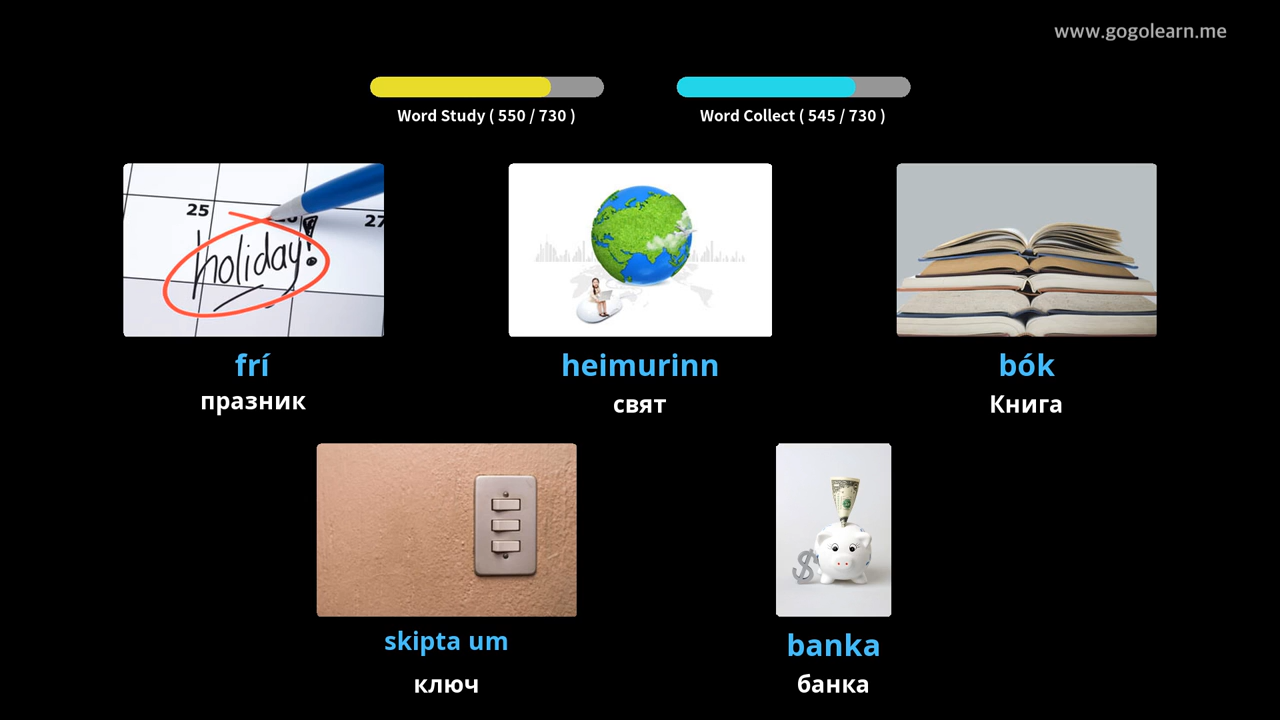 www.gogolearn.me
Word Study ( 550 / 730 )
Word Collect ( 545 / 730 )
25
27
holiday!
frí
heimurinn
bók
празник
свят
Книга
$
skipta um
banka
ключ
банка